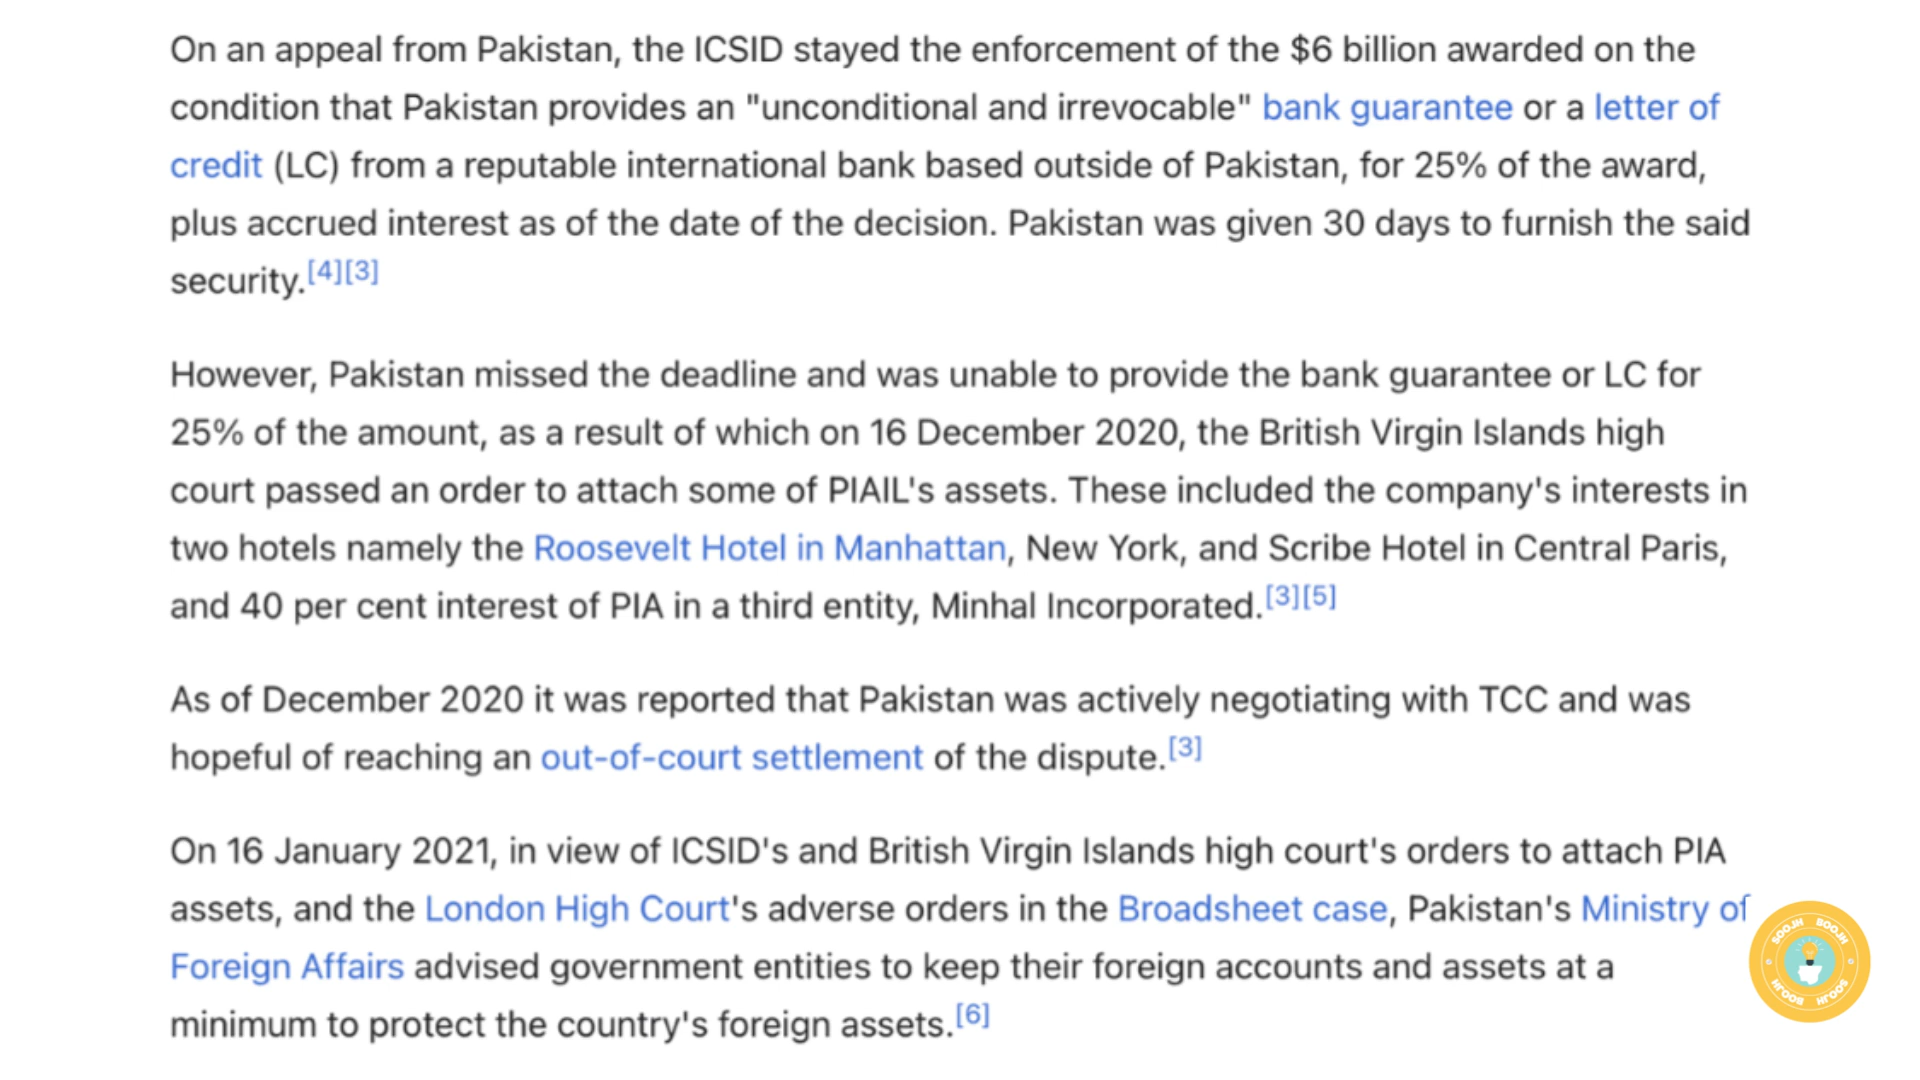 On an appeal from Pakistan, the ICSID stayed the enforcement of the $6 billion awarded on the
condition that Pakistan provides an "unconditional and irrevocable" bank guarantee or a letter of
credit (LC) from a reputable international bank based outside of Pakistan, for 25% of the award,
plus accrued interest as of the date of the decision. Pakistan was given 30 days to furnish the said
security.[4][3]
However, Pakistan missed the deadline and was unable to provide the bank guarantee or LC for
25% of the amount, as a result of which on 16 December 2020, the British Virgin Islands high
court passed an order to attach some of PIAIL's assets. These included the company's interests in
two hotels namely the Roosevelt Hotel in Manhattan, New York, and Scribe Hotel in Central Paris,
and 40 per cent interest of PIA in a third entity, Minhal Incorporated.[3][5]
As of December 2020 it was reported that Pakistan was actively negotiating with TCC and was
hopeful of reaching an out-of-court settlement of the dispute.[3]
On 16 January 2021, in view of ICSID's and British Virgin Islands high court's orders to attach PIA
assets, and the London High Court's adverse orders in the Broadsheet case, Pakistan's Ministry of
Foreign Affairs advised government entities to keep their foreign accounts and assets at a
minimum to protect the country's foreign assets.[6]
SOOJH BOOJH
SOOJH BOOJH